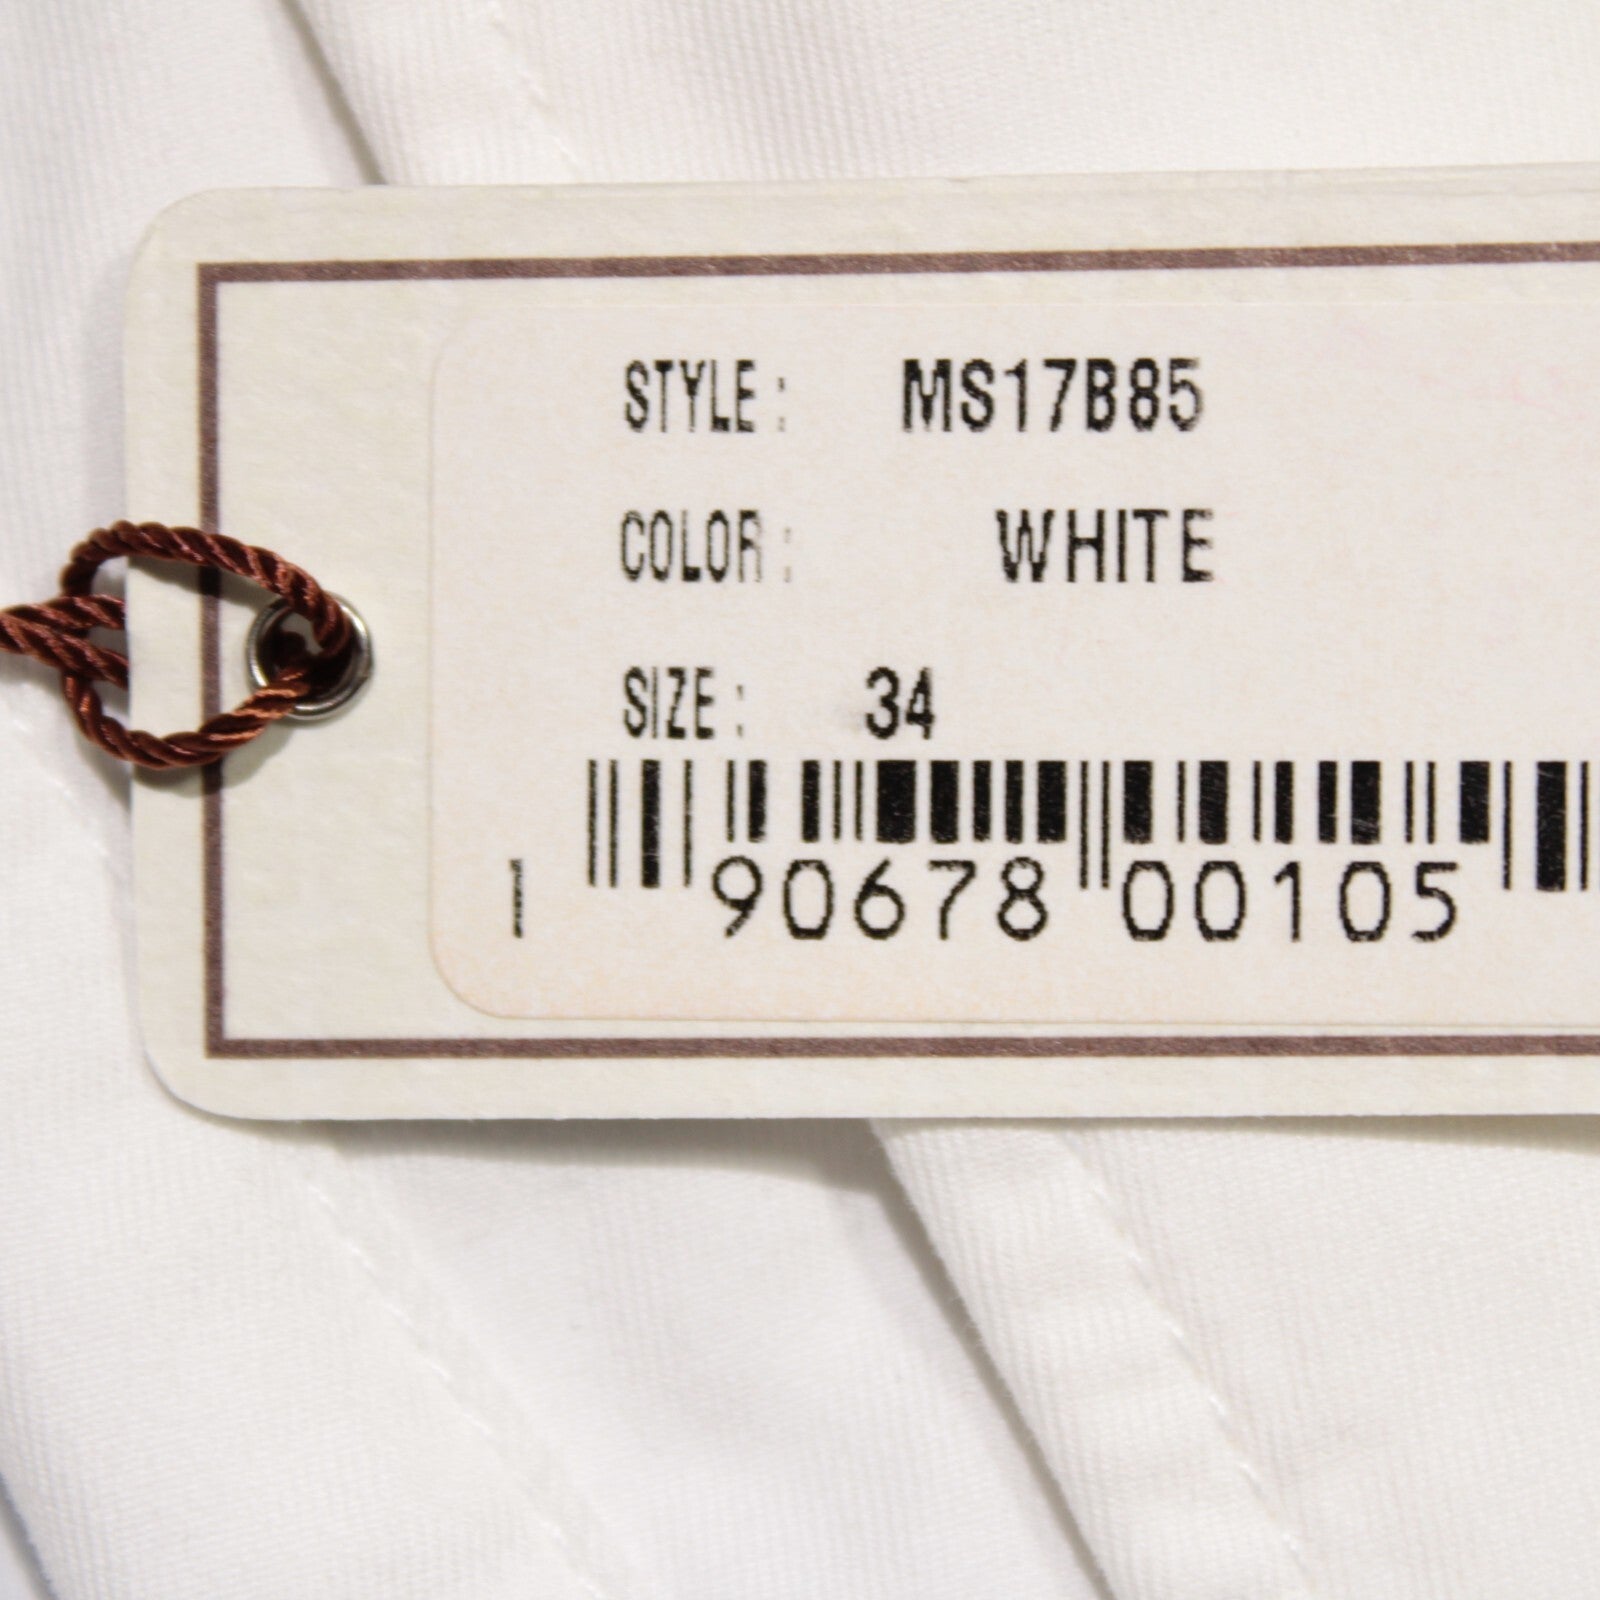 STYLE: MS17B85
COLOR: WHITE
SIZE: 34
1 90678 00105